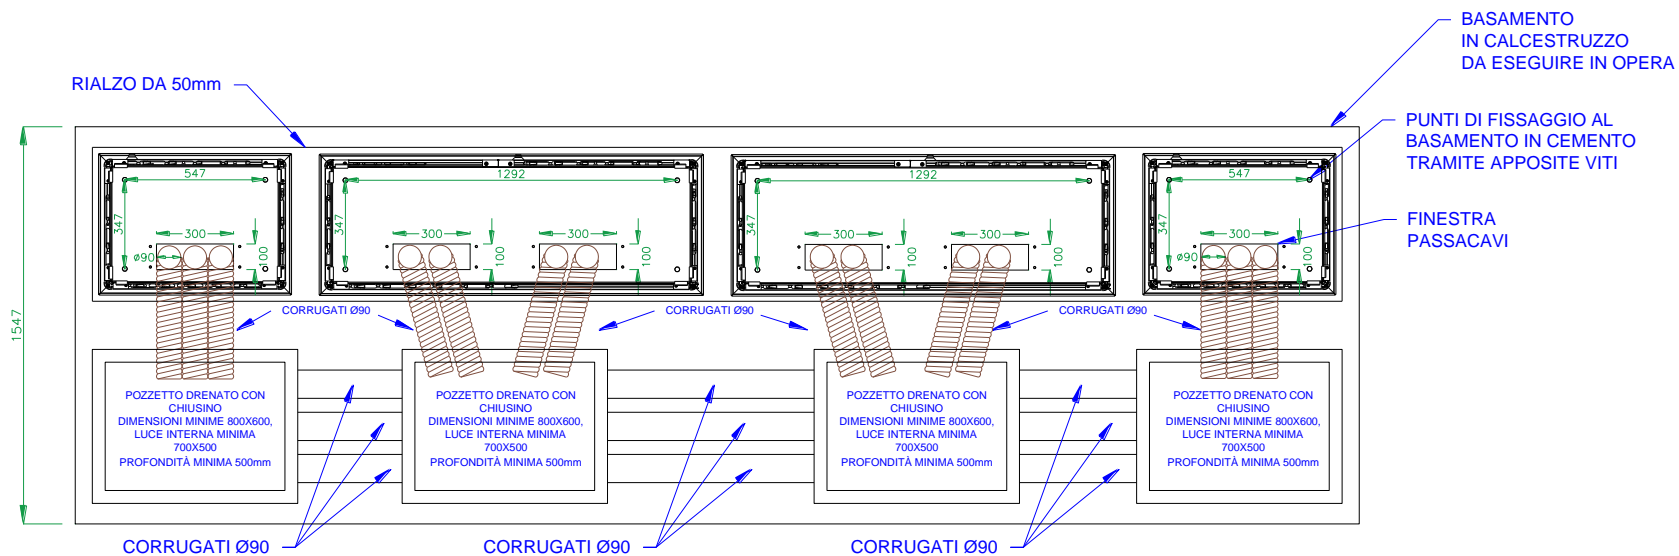 BASAMENTO
IN CALCESTRUZZO
DA ESEGUIRE IN OPERA
RIALZO DA 50mm
PUNTI DI FISSAGGIO AL
BASAMENTO IN CEMENTO
TRAMITE APPOSITE VITI
FINESTRA
PASSACAVI
547
347
300
100
ø90
1292
347
300
100
300
100
1292
347
300
100
300
100
547
347
300
100
ø90
1547
CORRUGATI Ø90
CORRUGATI Ø90
CORRUGATI Ø90
POZZETTO DRENATO CON
CHIUSINO
DIMENSIONI MINIME 800X600,
LUCE INTERNA MINIMA
700X500
PROFONDITÀ MINIMA 500mm
POZZETTO DRENATO CON
CHIUSINO
DIMENSIONI MINIME 800X600,
LUCE INTERNA MINIMA
700X500
PROFONDITÀ MINIMA 500mm
POZZETTO DRENATO CON
CHIUSINO
DIMENSIONI MINIME 800X600,
LUCE INTERNA MINIMA
700X500
PROFONDITÀ MINIMA 500mm
POZZETTO DRENATO CON
CHIUSINO
DIMENSIONI MINIME 800X600,
LUCE INTERNA MINIMA
700X500
PROFONDITÀ MINIMA 500mm
CORRUGATI Ø90
CORRUGATI Ø90
CORRUGATI Ø90